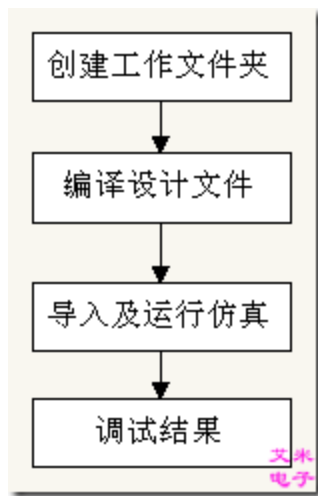 创建工作文件夹
编译设计文件
导入及运行仿真
调试结果
艾米
电子